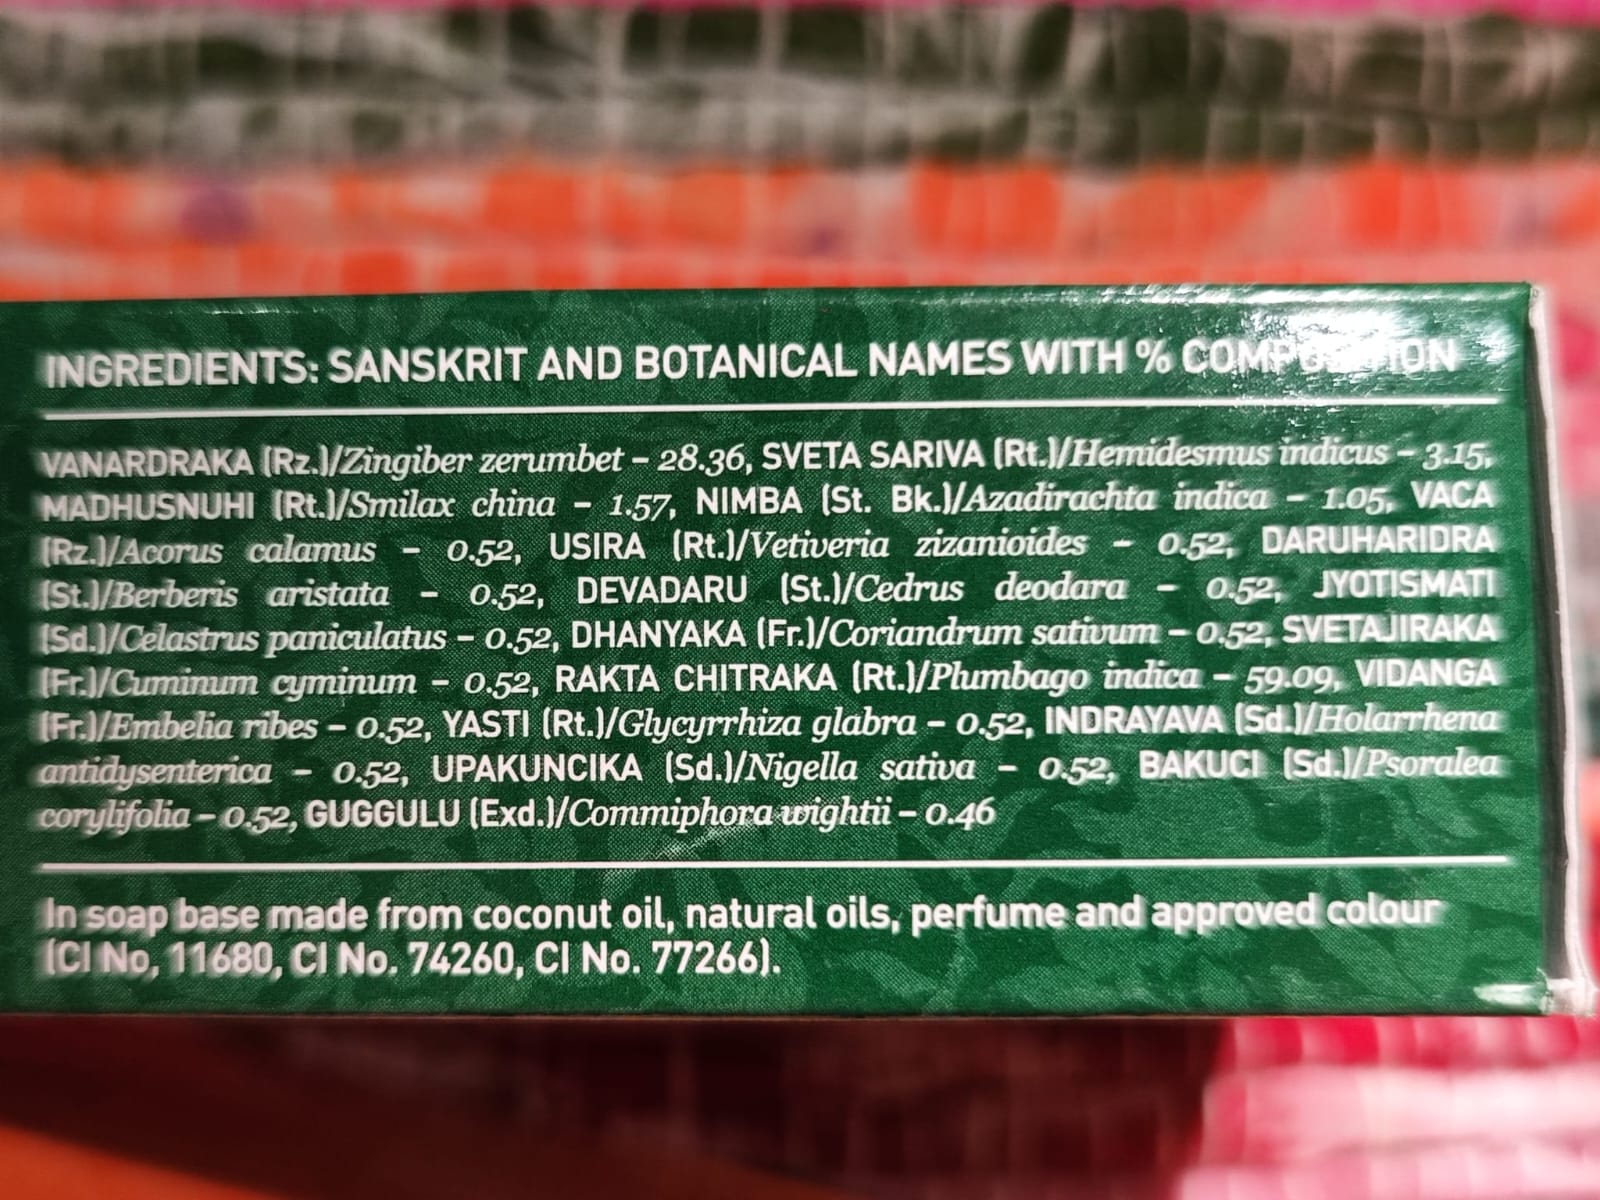 INGREDIENTS: SANSKRIT AND BOTANICAL NAMES WITH % COMPOSITION
VANARDRAKA (Rz.)/Zingiber zerumbet – 28.36, SVETA SARIVA (Rt.)/Hemidesmus indicus – 3.15,
MADHUSNUHI (Rt.)/Smilax china – 1.57, NIMBA (St. Bk.)/Azadirachta indica – 1.05, VACA
(Rz.)/Acorus calamus – 0.52, USIRA (Rt.)/Vetiveria zizanioides – 0.52, DARUHARIDRA
(St.)/Berberis aristata – 0.52, DEVADARU (St.)/Cedrus deodara – 0.52, JYOTISMATI
(Sd.)/Celastrus paniculatus – 0.52, DHANYAKA (Fr.)/Coriandrum sativum – 0.52, SVETAJIRAKA
(Fr.)/Cuminum cyminum – 0.52, RAKTA CHITRAKA (Rt.)/Plumbago indica – 59.09, VIDANGA
(Fr.)/Embelia ribes – 0.52, YASTI (Rt.)/Glycyrrhiza glabra – 0.52, INDRAYAVA (Sd.)/Holarrhena
antidysenterica – 0.52, UPAKUNCIKA (Sd.)/Nigella sativa – 0.52, BAKUCI (Sd.)/Psoralea
corylifolia – 0.52, GUGGULU (Exd.)/Commiphora wightii – 0.46
In soap base made from coconut oil, natural oils, perfume and approved colour
(CI No, 11680, CI No. 74260, CI No. 77266).